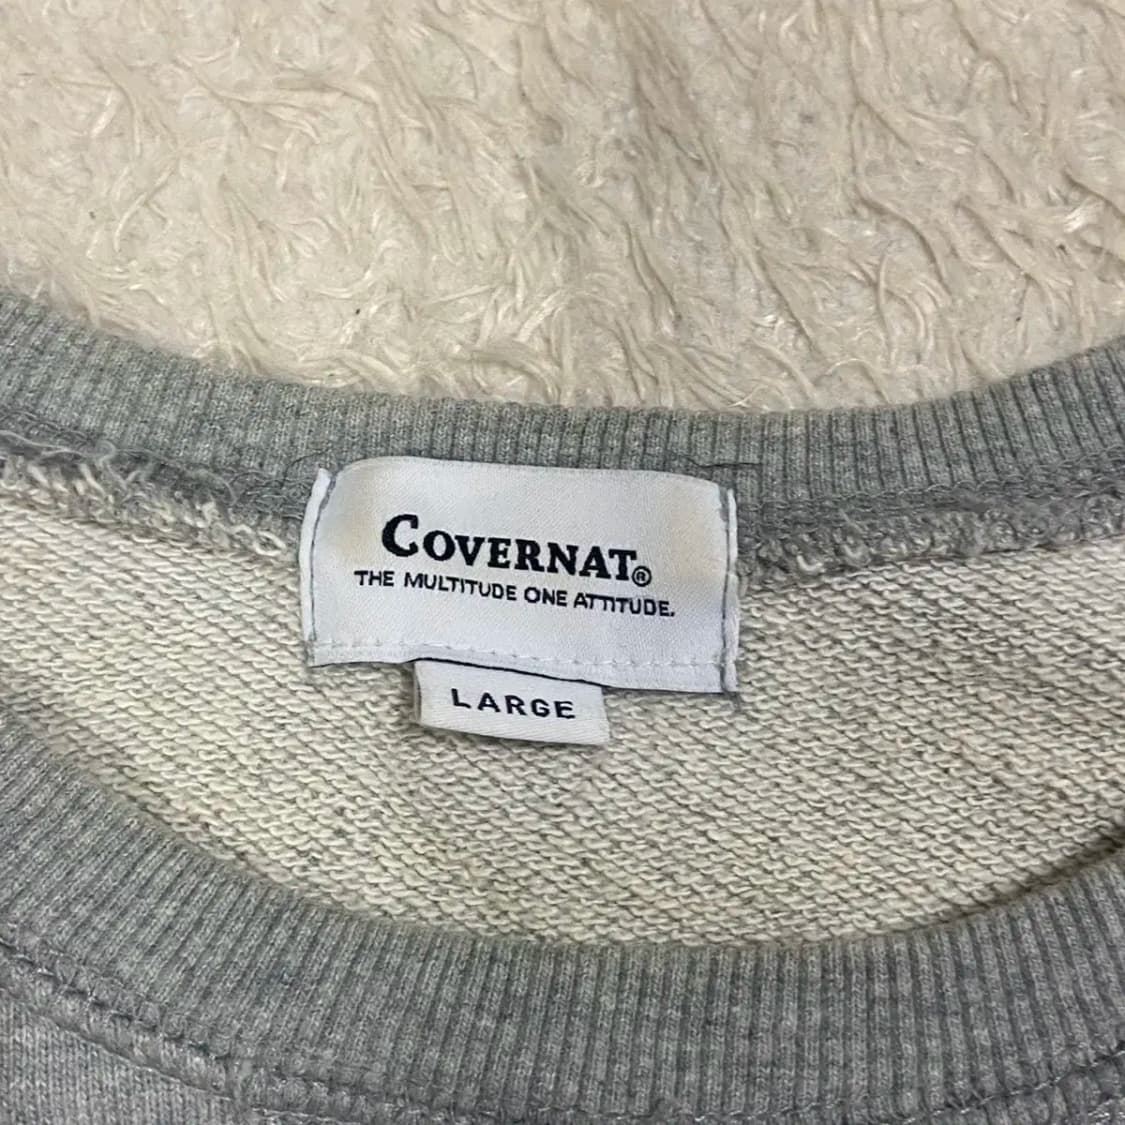 COVERNAT®
THE MULTITUDE ONE ATTITUDE.
LARGE